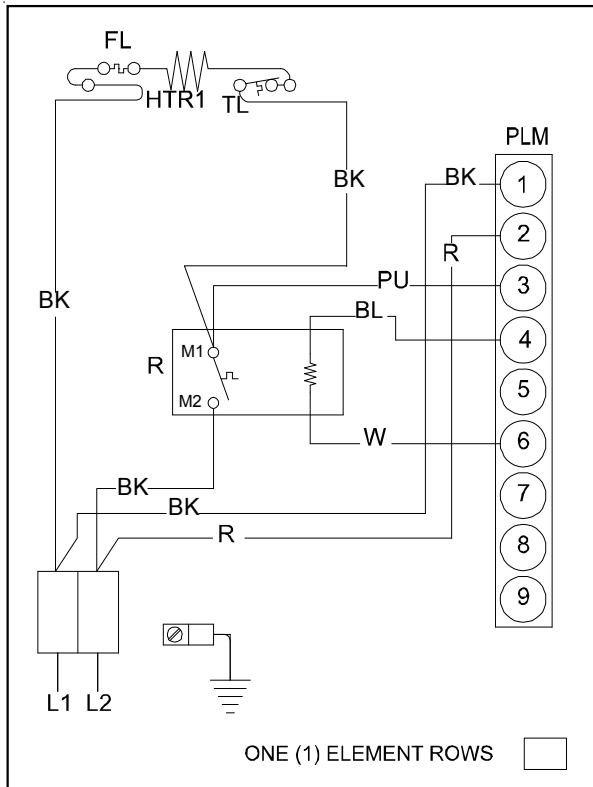 FL
HTR1
TL
PLM
BK
BK
1
R
2
BK
PU
3
BL
4
R
M1
5
M2
W
6
BK
7
BK
R
8
9
L1 L2
ONE (1) ELEMENT ROWS